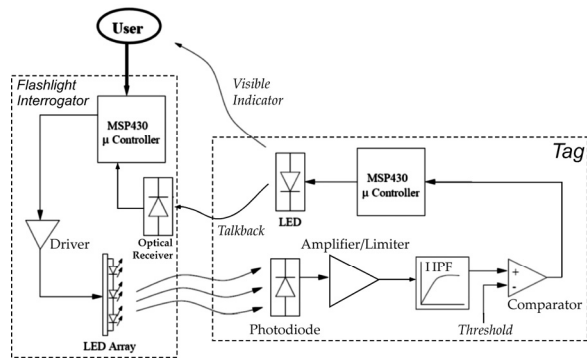 User
Flashlight
Interrogator
MSP430
μ Controller
Driver
Optical
Receiver
LED Array
Visible
Indicator
Talkback
Tag
MSP430
μ Controller
LED
Amplifier/Limiter
Photodiode
HPF
+
-
Comparator
Threshold